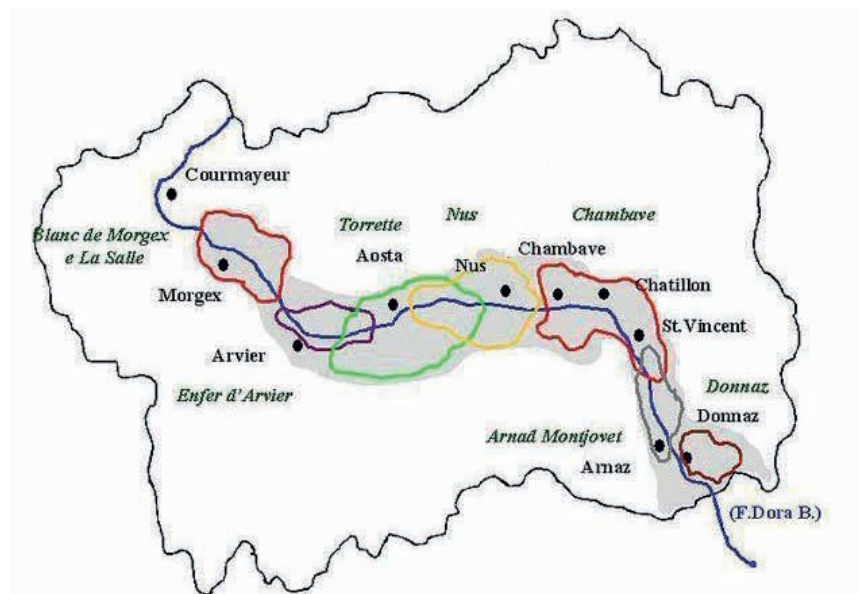 Courmayeur
Blanc de Morgex
e La Salle
Morgex
Torrette
Aosta
Nus
Nus
Chambave
Chambave
Chatillon
St.Vincent
Arvier
Enfer d'Arvier
Donnaz
Donnaz
Arnad Montjovet
Arnaz
(F.Dora B.)